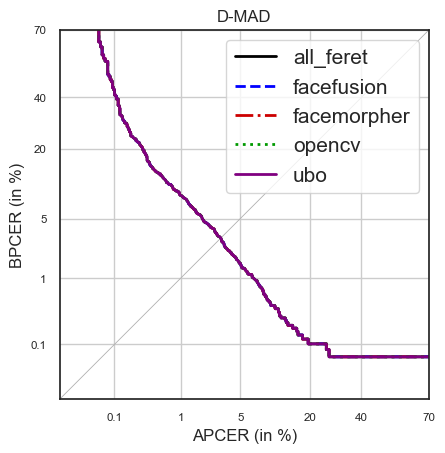 D-MAD
70
40
20
5
1
0.1
BPCER (in %)
all_feret
facefusion
facemorpher
opencv
ubo
0.1 1 5 20 40 70
APCER (in %)